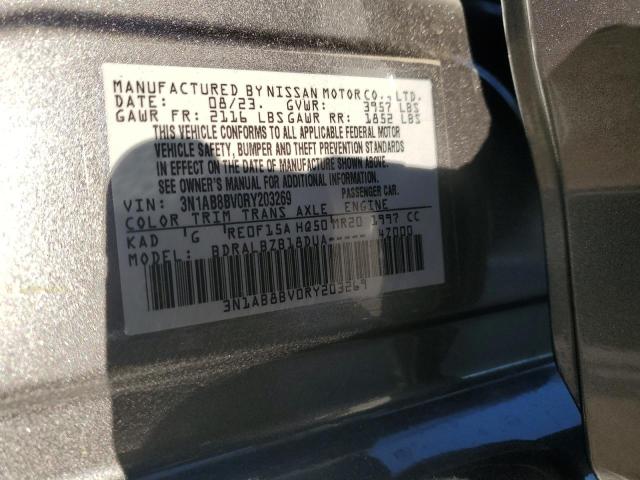 MANUFACTURED BY NISSAN MOTOR CO., LTD.
DATE: 08/23. GVWR: 3957 LBS
GAWR FR: 2116 LBS GAWR RR: 1852 LBS
THIS VEHICLE CONFORMS TO ALL APPLICABLE FEDERAL MOTOR
VEHICLE SAFETY, BUMPER AND THEFT PREVENTION STANDARDS
IN EFFECT ON THE DATE OF MANUFACTURE SHOWN ABOVE.
SEE OWNER'S MANUAL FOR ADDITIONAL INFORMATION.
VIN: 3N1AB8BV0RY203269 PASSENGER CAR.
COLOR TRIM TRANS AXLE ENGINE
KAD 'G 'RE0F15A HQ50 MR20 1997 CC
MODEL: BDRALBZB18DUA- 47000
3N1AB8BV0RY203269